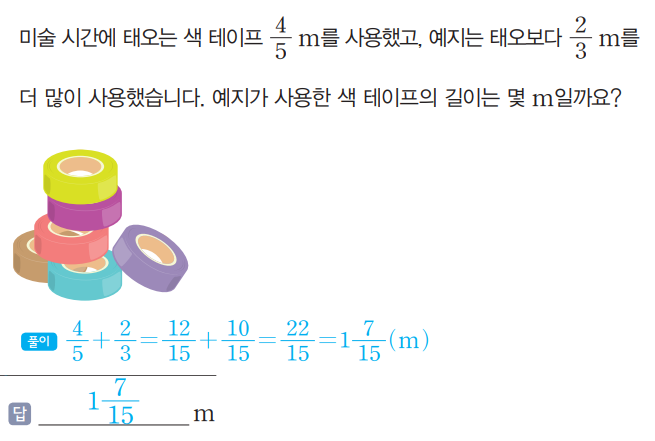 미술 시간에 태오는 색 테이프 4/5 m를 사용했고, 예지는 태오보다 2/3 m를
더 많이 사용했습니다. 예지가 사용한 색 테이프의 길이는 몇 m일까요?
풀이 4/5+2/3=12/15+10/15=22/15=1 7/15(m)
답 1 7/15 m